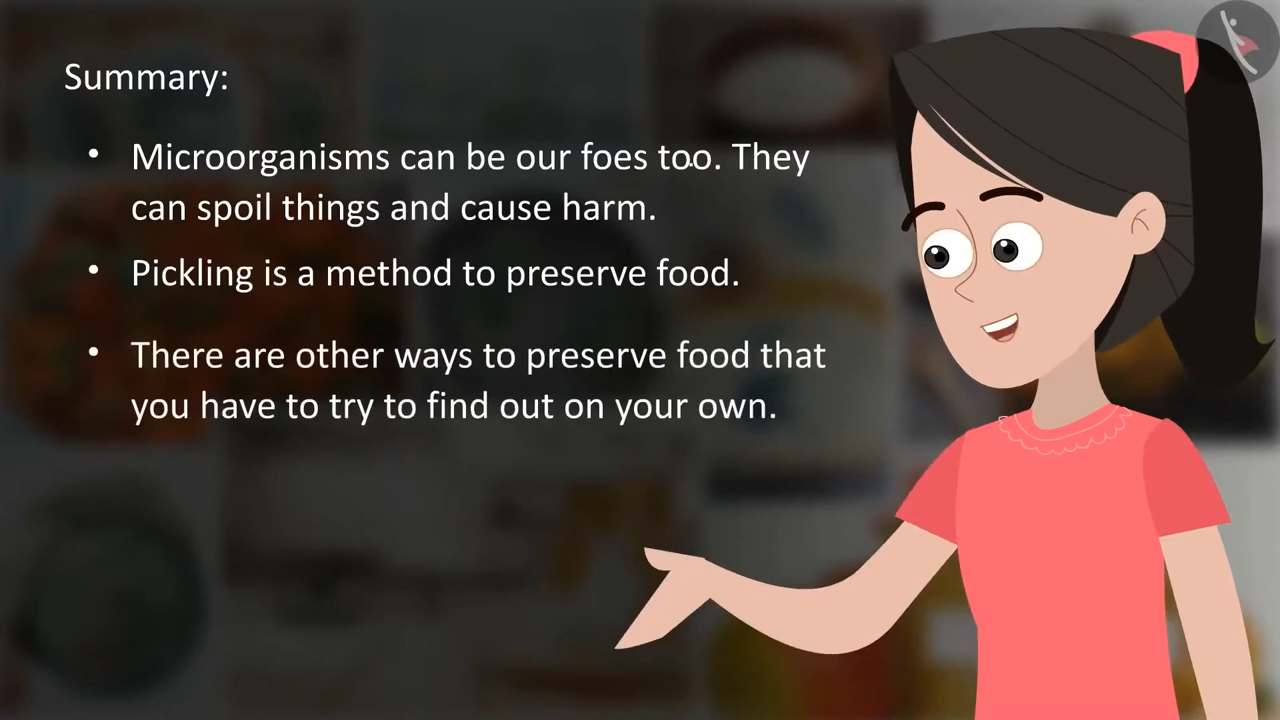 Summary:
• Microorganisms can be our foes too. They
can spoil things and cause harm.
• Pickling is a method to preserve food.
• There are other ways to preserve food that
you have to try to find out on your own.